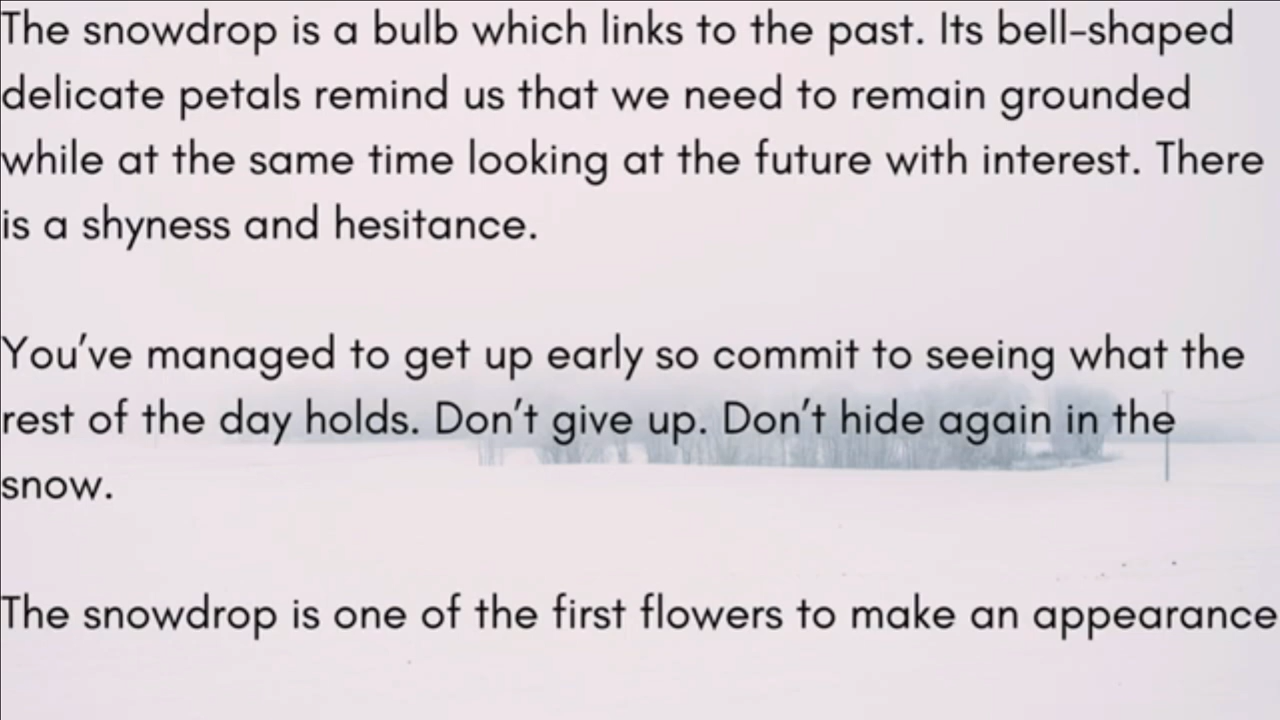 The snowdrop is a bulb which links to the past. Its bell-shaped
delicate petals remind us that we need to remain grounded
while at the same time looking at the future with interest. There
is a shyness and hesitance.
You've managed to get up early so commit to seeing what the
rest of the day holds. Don't give up. Don't hide again in the
snow.
The snowdrop is one of the first flowers to make an appearance